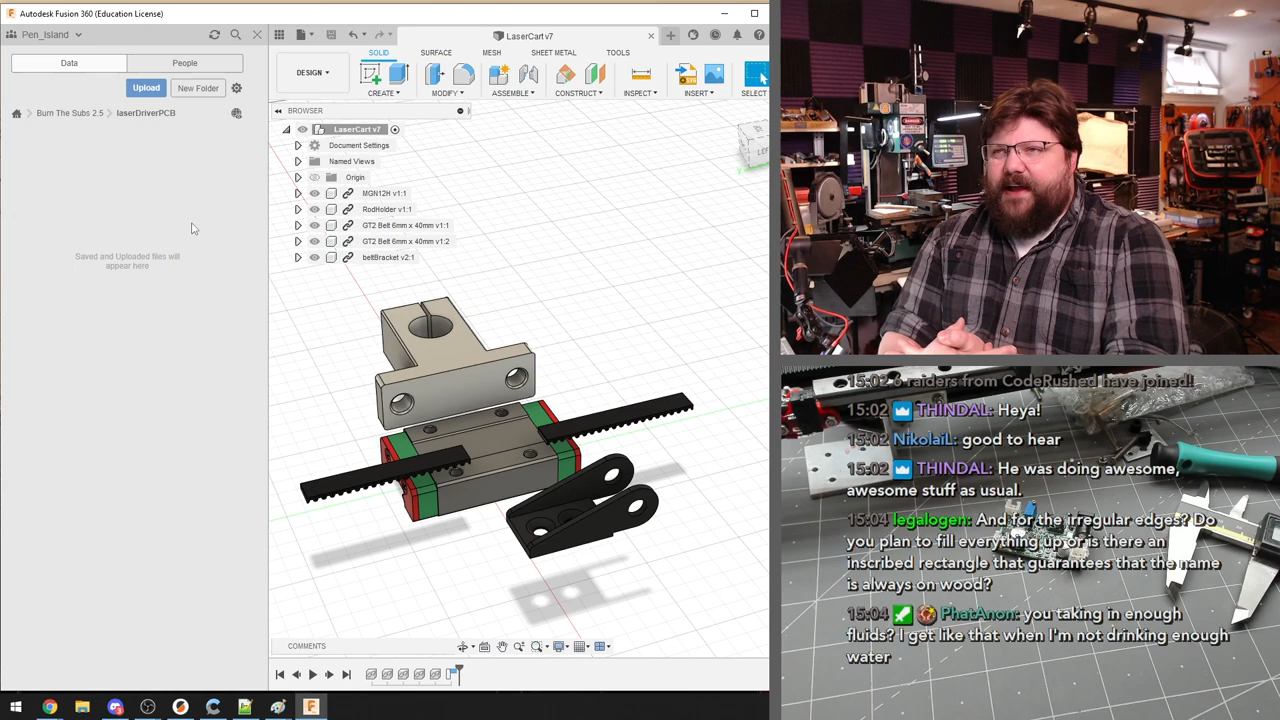 Autodesk Fusion 360 (Education License)
Pen_Island
LaserCart v7
Data
People
Upload
New Folder
Burn The Subs 2.5
laserDriverPCB
Saved and Uploaded files will
appear here
SOLID
SURFACE
MESH
SHEET METAL
TOOLS
DESIGN
CREATE
MODIFY
ASSEMBLE
CONSTRUCT
INSPECT
INSERT
SELECT
BROWSER
LaserCart v7
Document Settings
Named Views
Origin
MGN12H v1:1
RodHolder v1:1
GT2 Belt 6mm x 40mm v1:1
GT2 Belt 6mm x 40mm v1:2
beltBracket v2:1
LEFT
COMMENTS
15:02 6 raiders from CodeRushed have joined!
15:02 THINDAL: Heya!
15:02 NikolaiL: good to hear
15:02 THINDAL: He was doing awesome,
awesome stuff as usual.
15:04 legalogen: And for the irregular edges? Do
you plan to fill everything up or is there an
inscribed rectangle that guarantees that the name
is always on wood?
15:04 PhatAnon: you taking in enough
fluids? I get like that when I'm not drinking enough
water